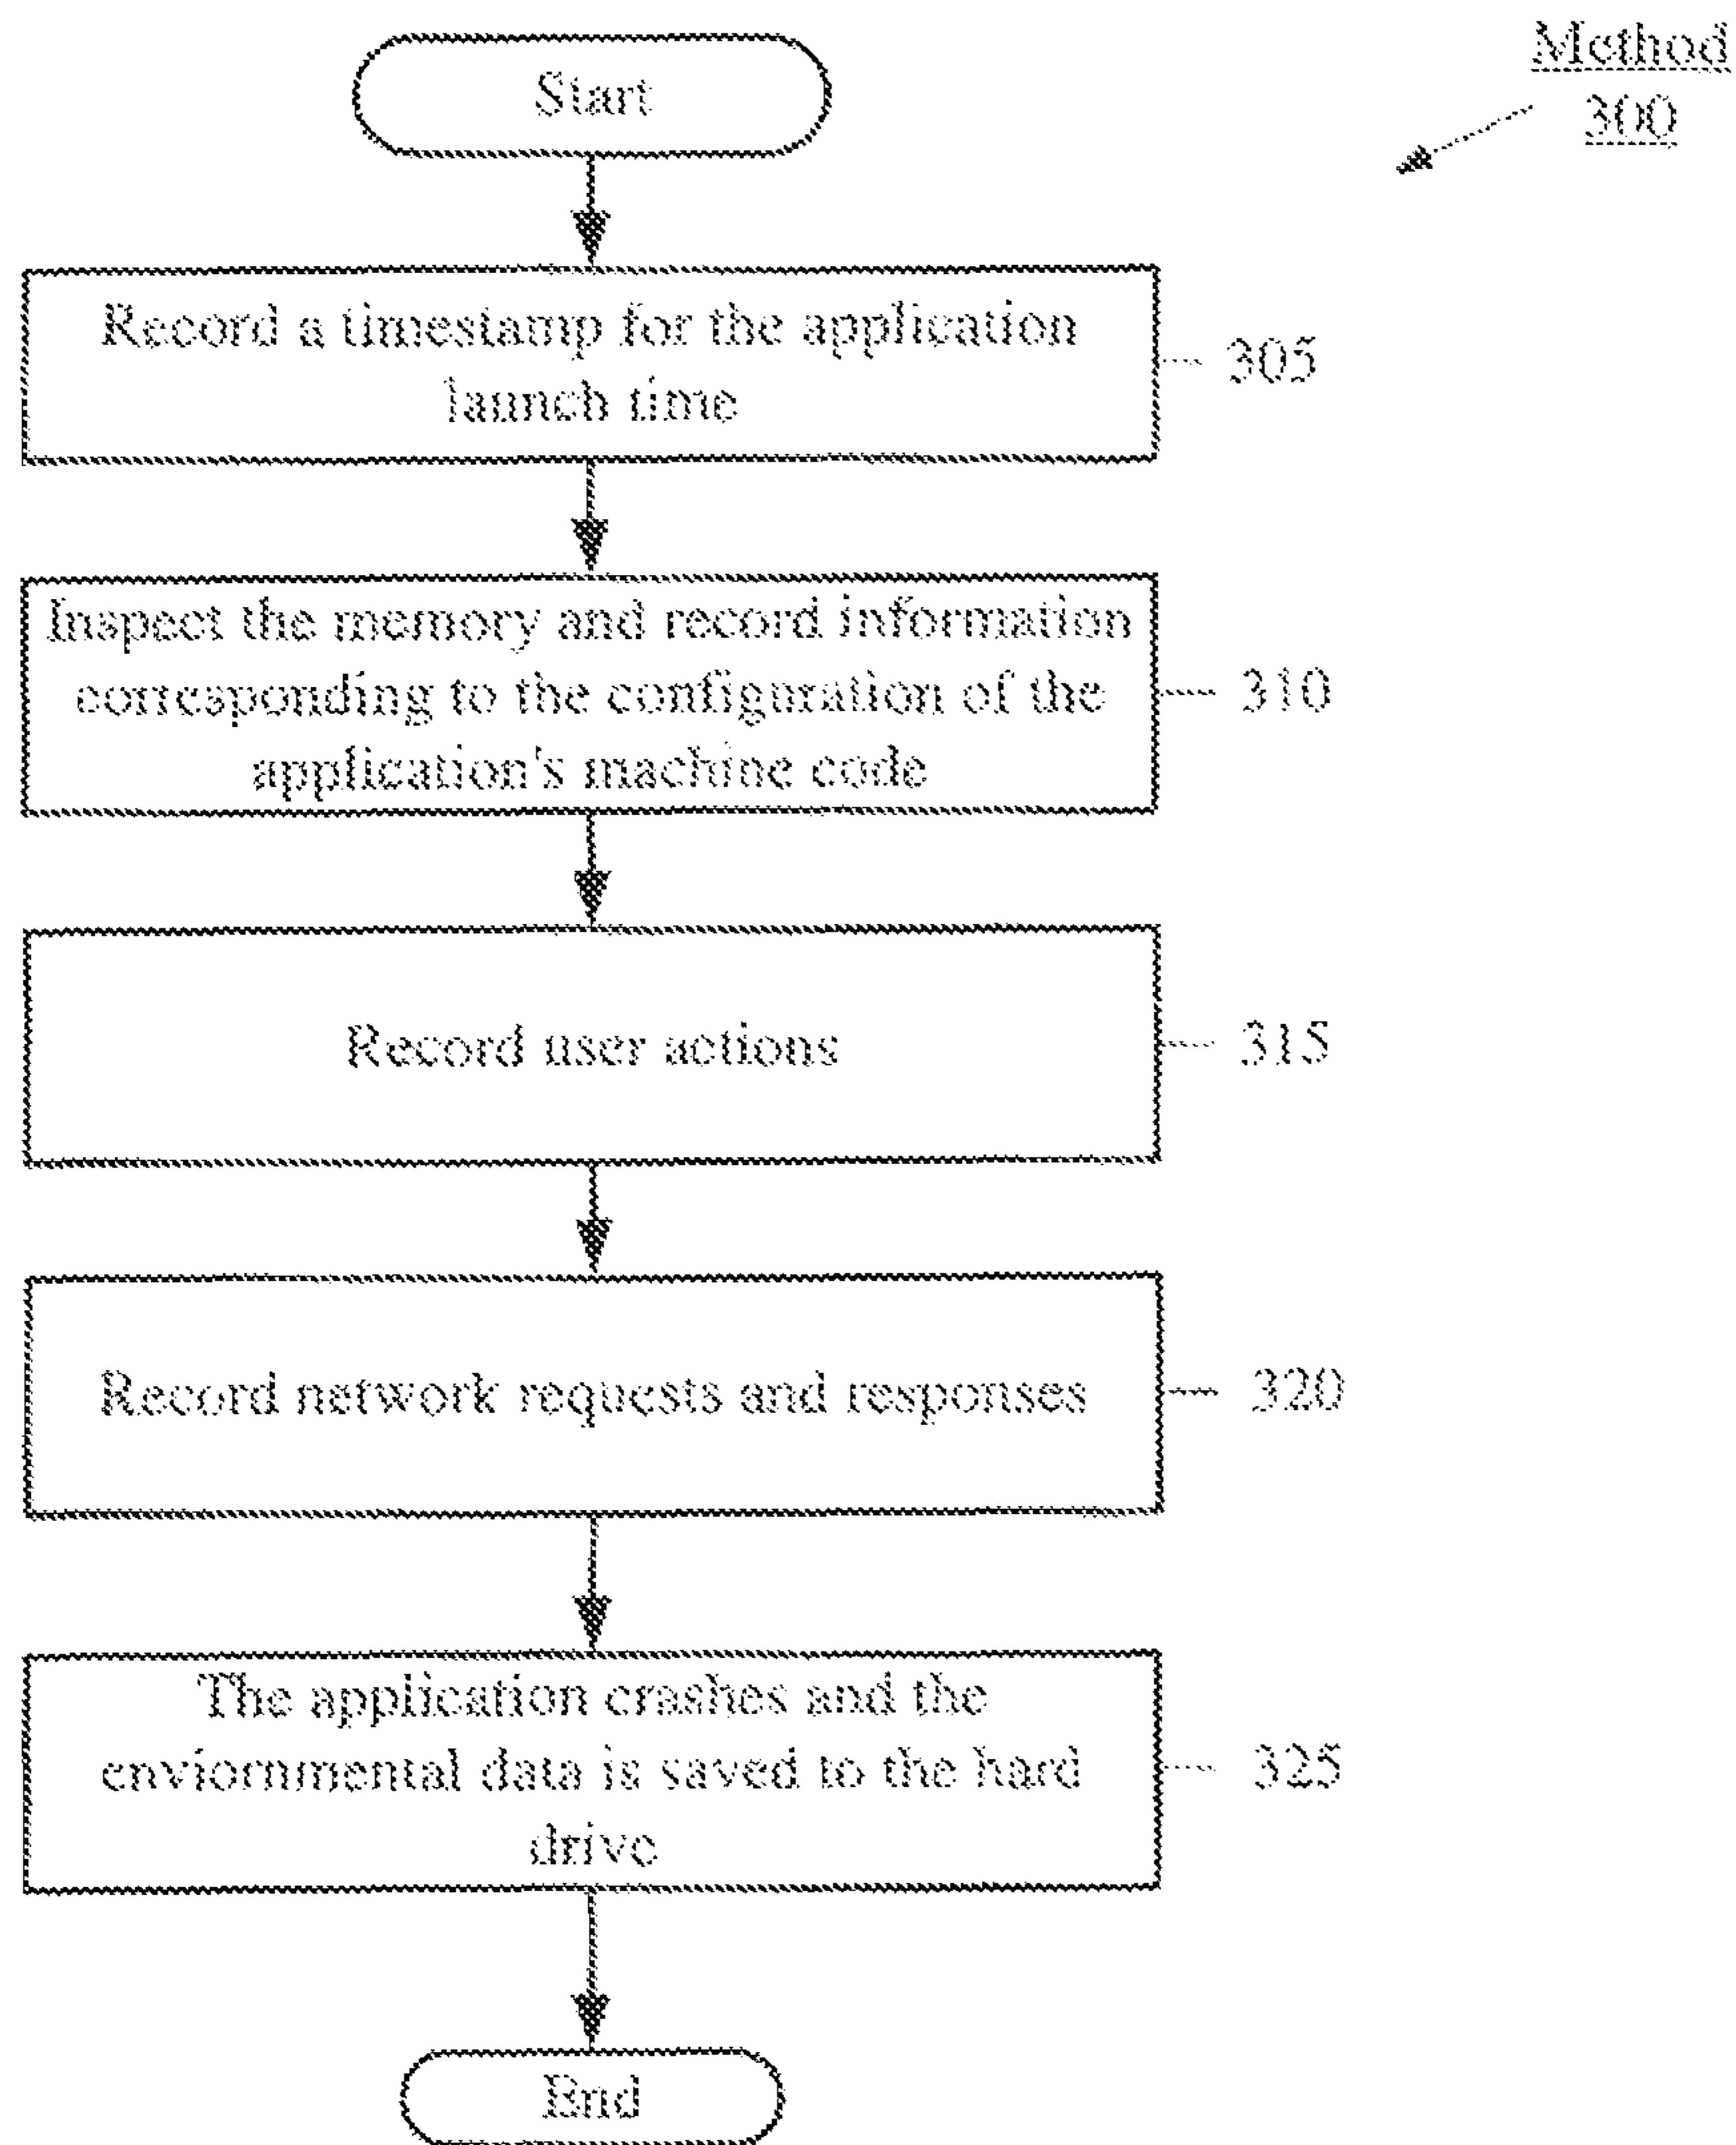 Method
300
Start
Record a timestamp for the application
launch time
305
Inspect the memory and record information
corresponding to the configuration of the
application's machine code
310
Record user actions
315
Record network requests and responses
320
The application crashes and the
enviornmental data is saved to the hard
drive
325
End